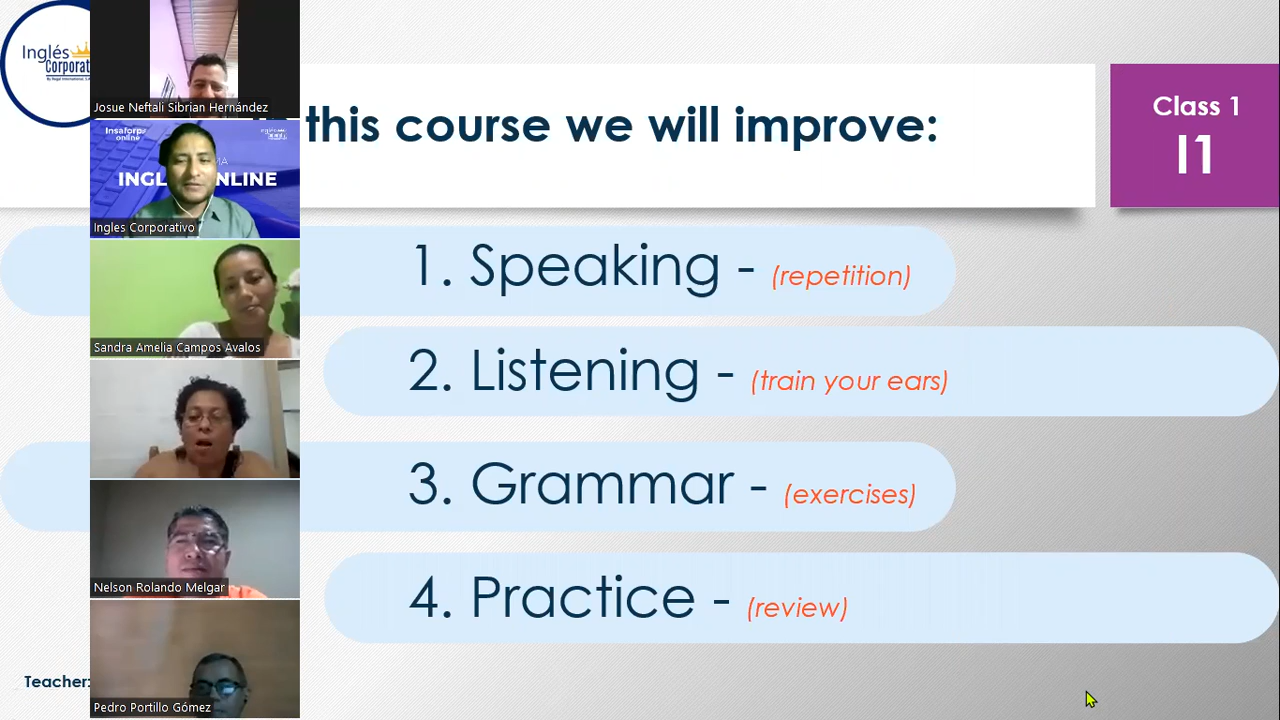 Inglés
Corporat
Josue Neftali Sibrian Hernández
this course we will improve:
Class 1
I1
Insaforp
online
INGL NLINE
Ingles Corporativo
1. Speaking - (repetition)
Sandra Amelia Campos Avalos
2. Listening - (train your ears)
3. Grammar - (exercises)
Nelson Rolando Melgar
4. Practice - (review)
Teacher:
Pedro Portillo Gómez